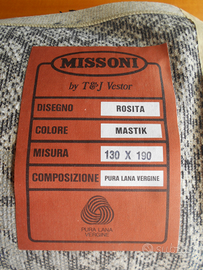 MISSONI
by T&J Vestor
DISEGNO ROSITA
COLORE MASTIK
MISURA 130 X 190
COMPOSIZIONE PURA LANA VERGINE
PURA LANA
VERGINE